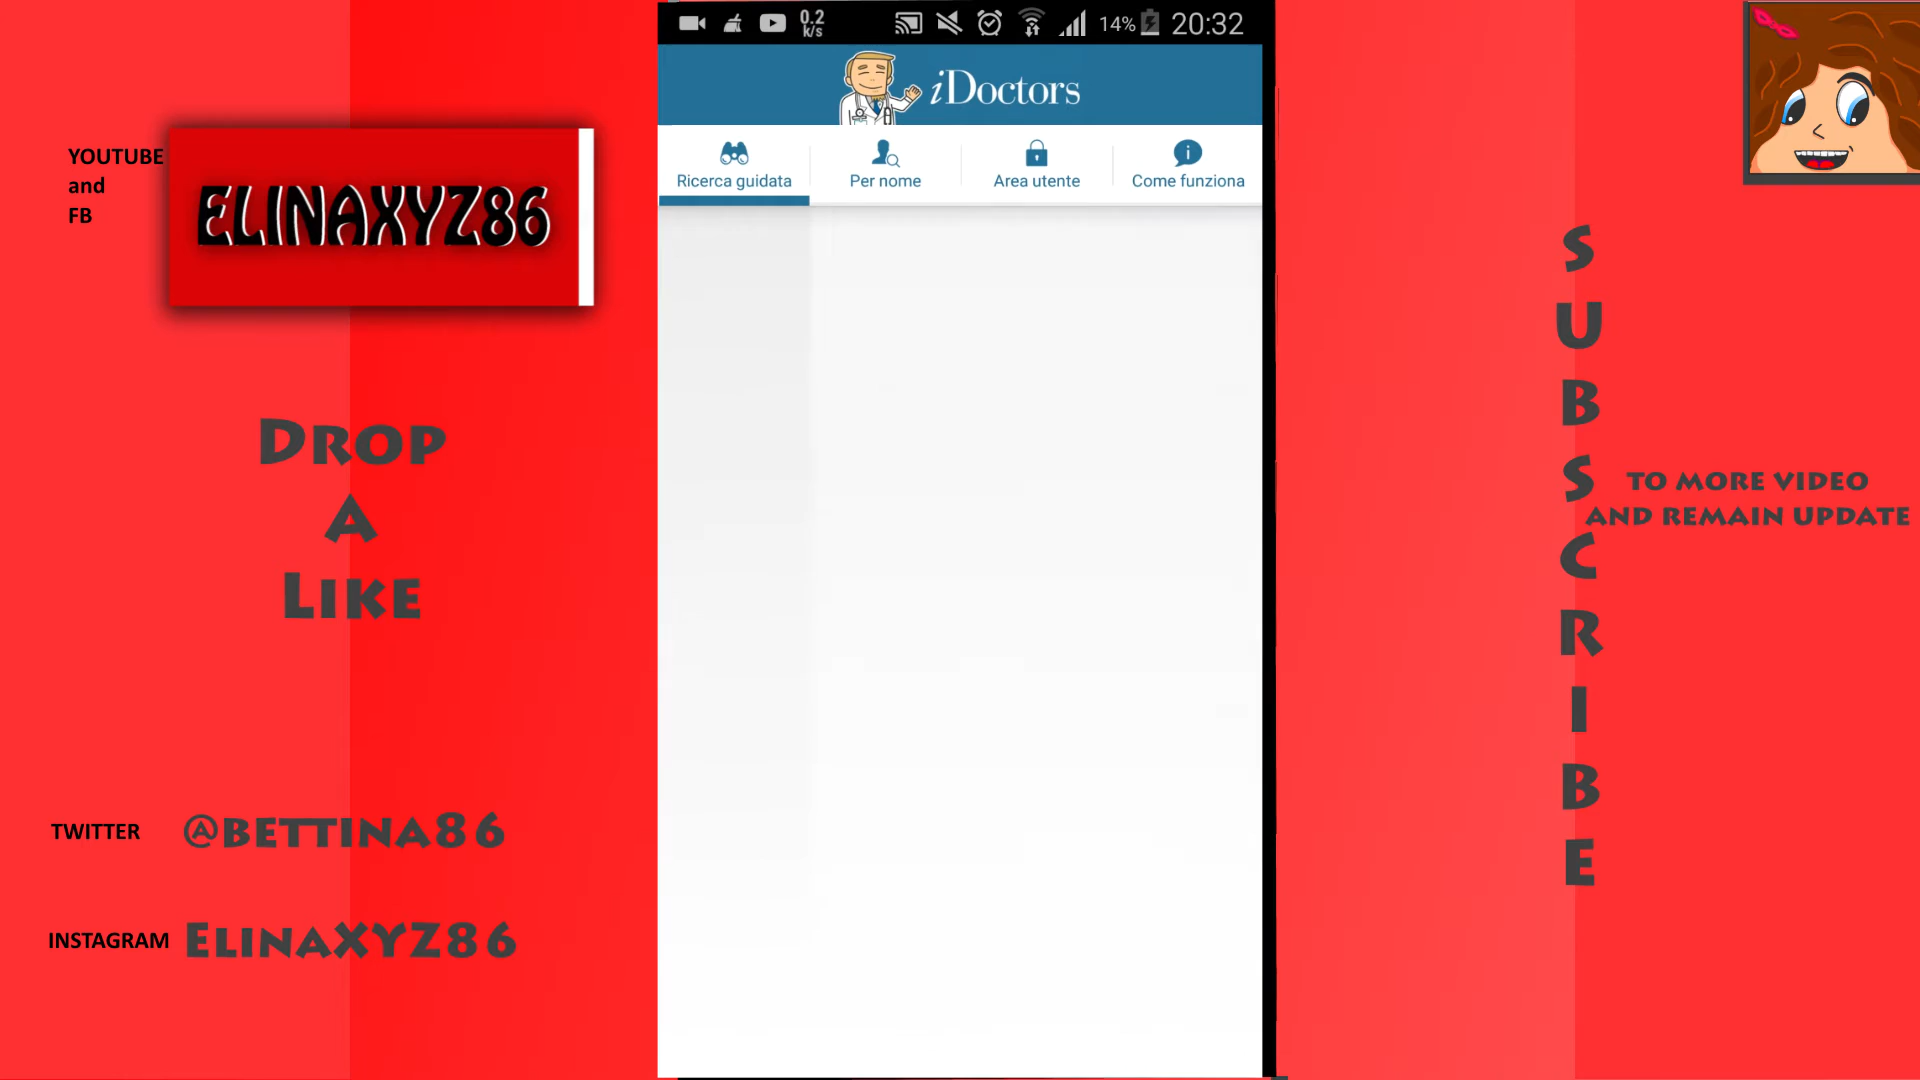 YOUTUBE
and
FB
ELINAXYZ86
DROP
A
LIKE
TWITTER @BETTINA86
INSTAGRAM ELINAXYZ86
0.2
k/s
14% 20:32
iDoctors
Ricerca guidata Per nome Area utente Come funziona
SUBSCRIBE
TO MORE VIDEO
AND REMAIN UPDATE